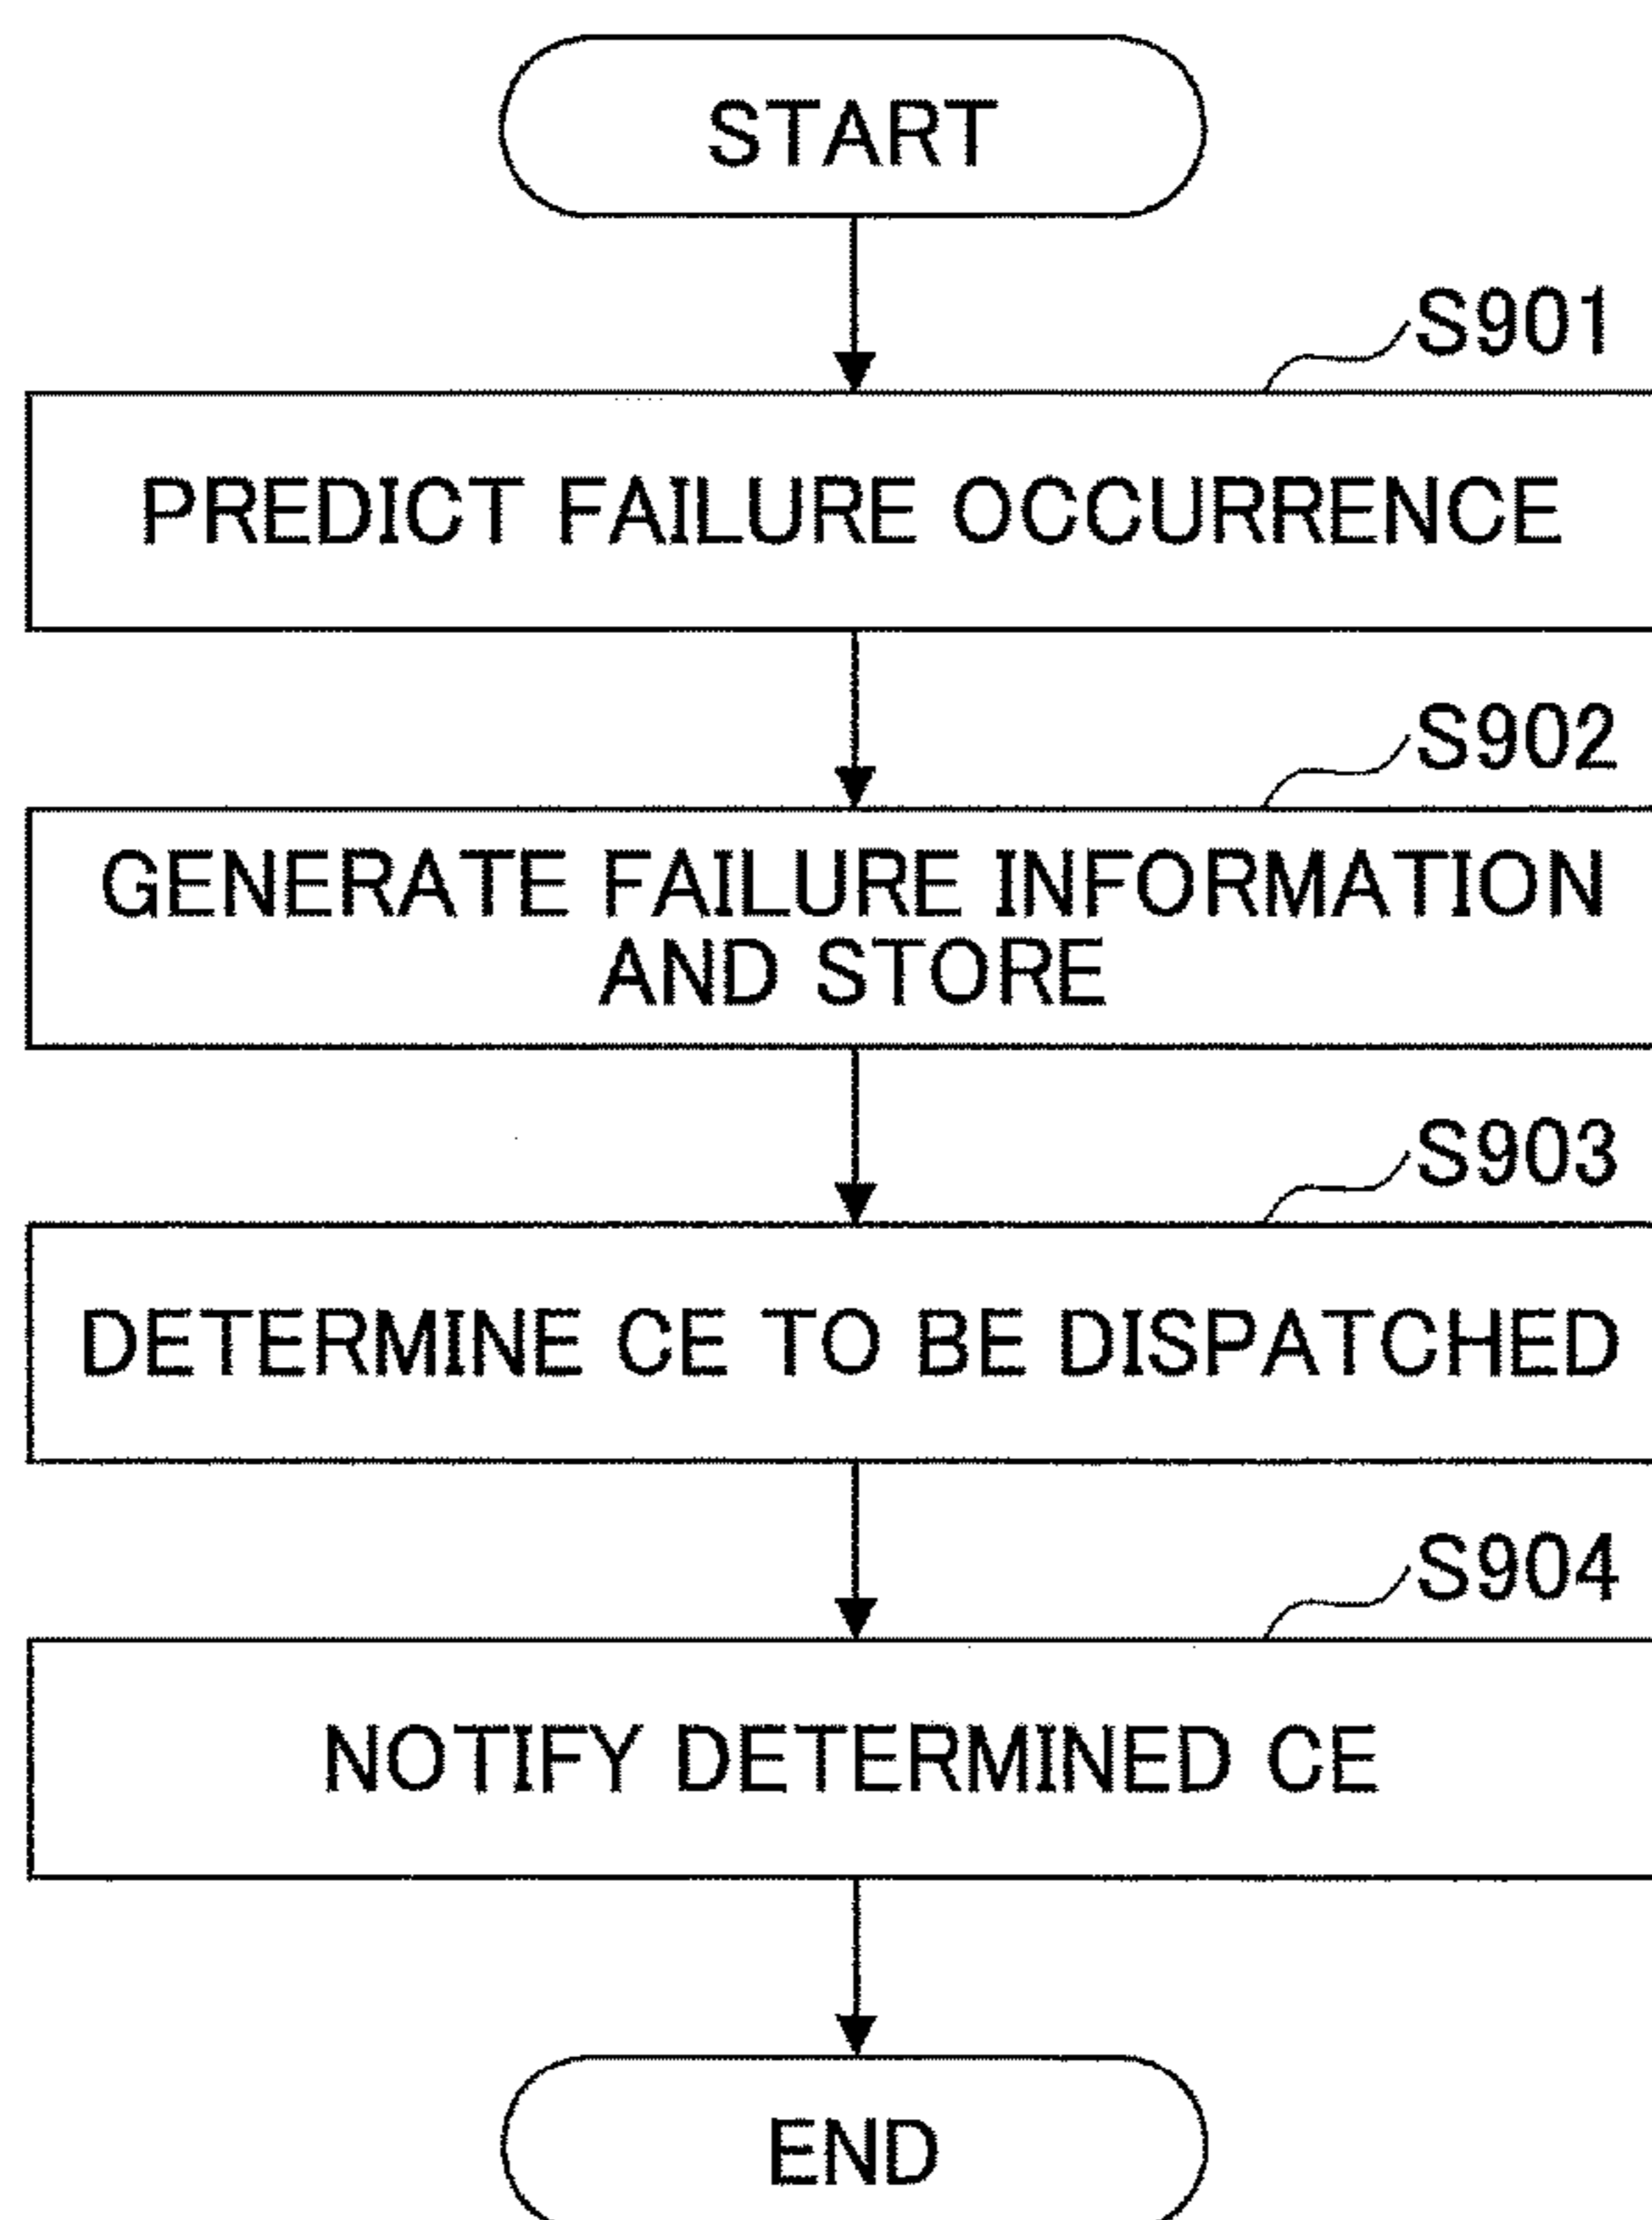 START
S901
PREDICT FAILURE OCCURRENCE
S902
GENERATE FAILURE INFORMATION
AND STORE
S903
DETERMINE CE TO BE DISPATCHED
S904
NOTIFY DETERMINED CE
END